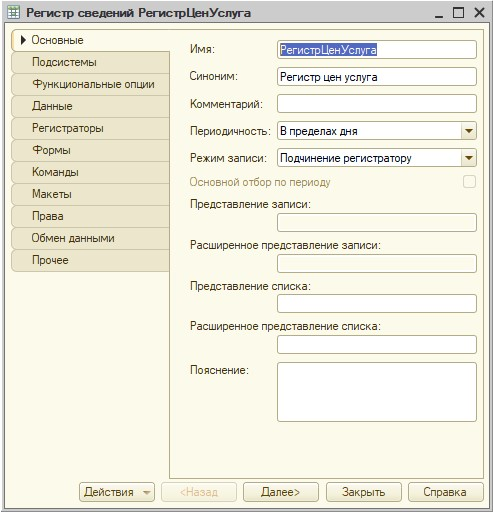 Регистр сведений РегистрЦенУслуга
Основные
Подсистемы
Функциональные опции
Данные
Регистраторы
Формы
Команды
Макеты
Права
Обмен данными
Прочее
Имя: РегистрЦенУслуга
Синоним: Регистр цен услуга
Комментарий:
Периодичность: В пределах дня
Режим записи: Подчинение регистратору
Основной отбор по периоду
Представление записи:
Расширенное представление записи:
Представление списка:
Расширенное представление списка:
Пояснение:
Действия <Назад Далее> Закрыть Справка